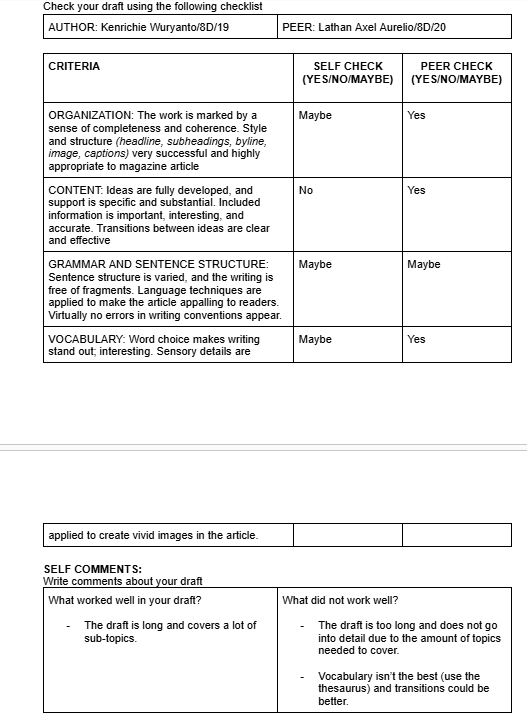 Check your draft using the following checklist
AUTHOR: Kenrichie Wuryanto/8D/19
PEER: Lathan Axel Aurelio/8D/20
CRITERIA
SELF CHECK
(YES/NO/MAYBE)
PEER CHECK
(YES/NO/MAYBE)
ORGANIZATION: The work is marked by a
sense of completeness and coherence. Style
and structure (headline, subheadings, byline,
image, captions) very successful and highly
appropriate to magazine article
Maybe
Yes
CONTENT: Ideas are fully developed, and
support is specific and substantial. Included
information is important, interesting, and
accurate. Transitions between ideas are clear
and effective
No
Yes
GRAMMAR AND SENTENCE STRUCTURE:
Sentence structure is varied, and the writing is
free of fragments. Language techniques are
applied to make the article appalling to readers.
Virtually no errors in writing conventions appear.
Maybe
Maybe
VOCABULARY: Word choice makes writing
stand out; interesting. Sensory details are
Maybe
Yes
applied to create vivid images in the article.
SELF COMMENTS:
Write comments about your draft
What worked well in your draft?
- The draft is long and covers a lot of
sub-topics.
What did not work well?
- The draft is too long and does not go
into detail due to the amount of topics
needed to cover.
- Vocabulary isn't the best (use the
thesaurus) and transitions could be
better.